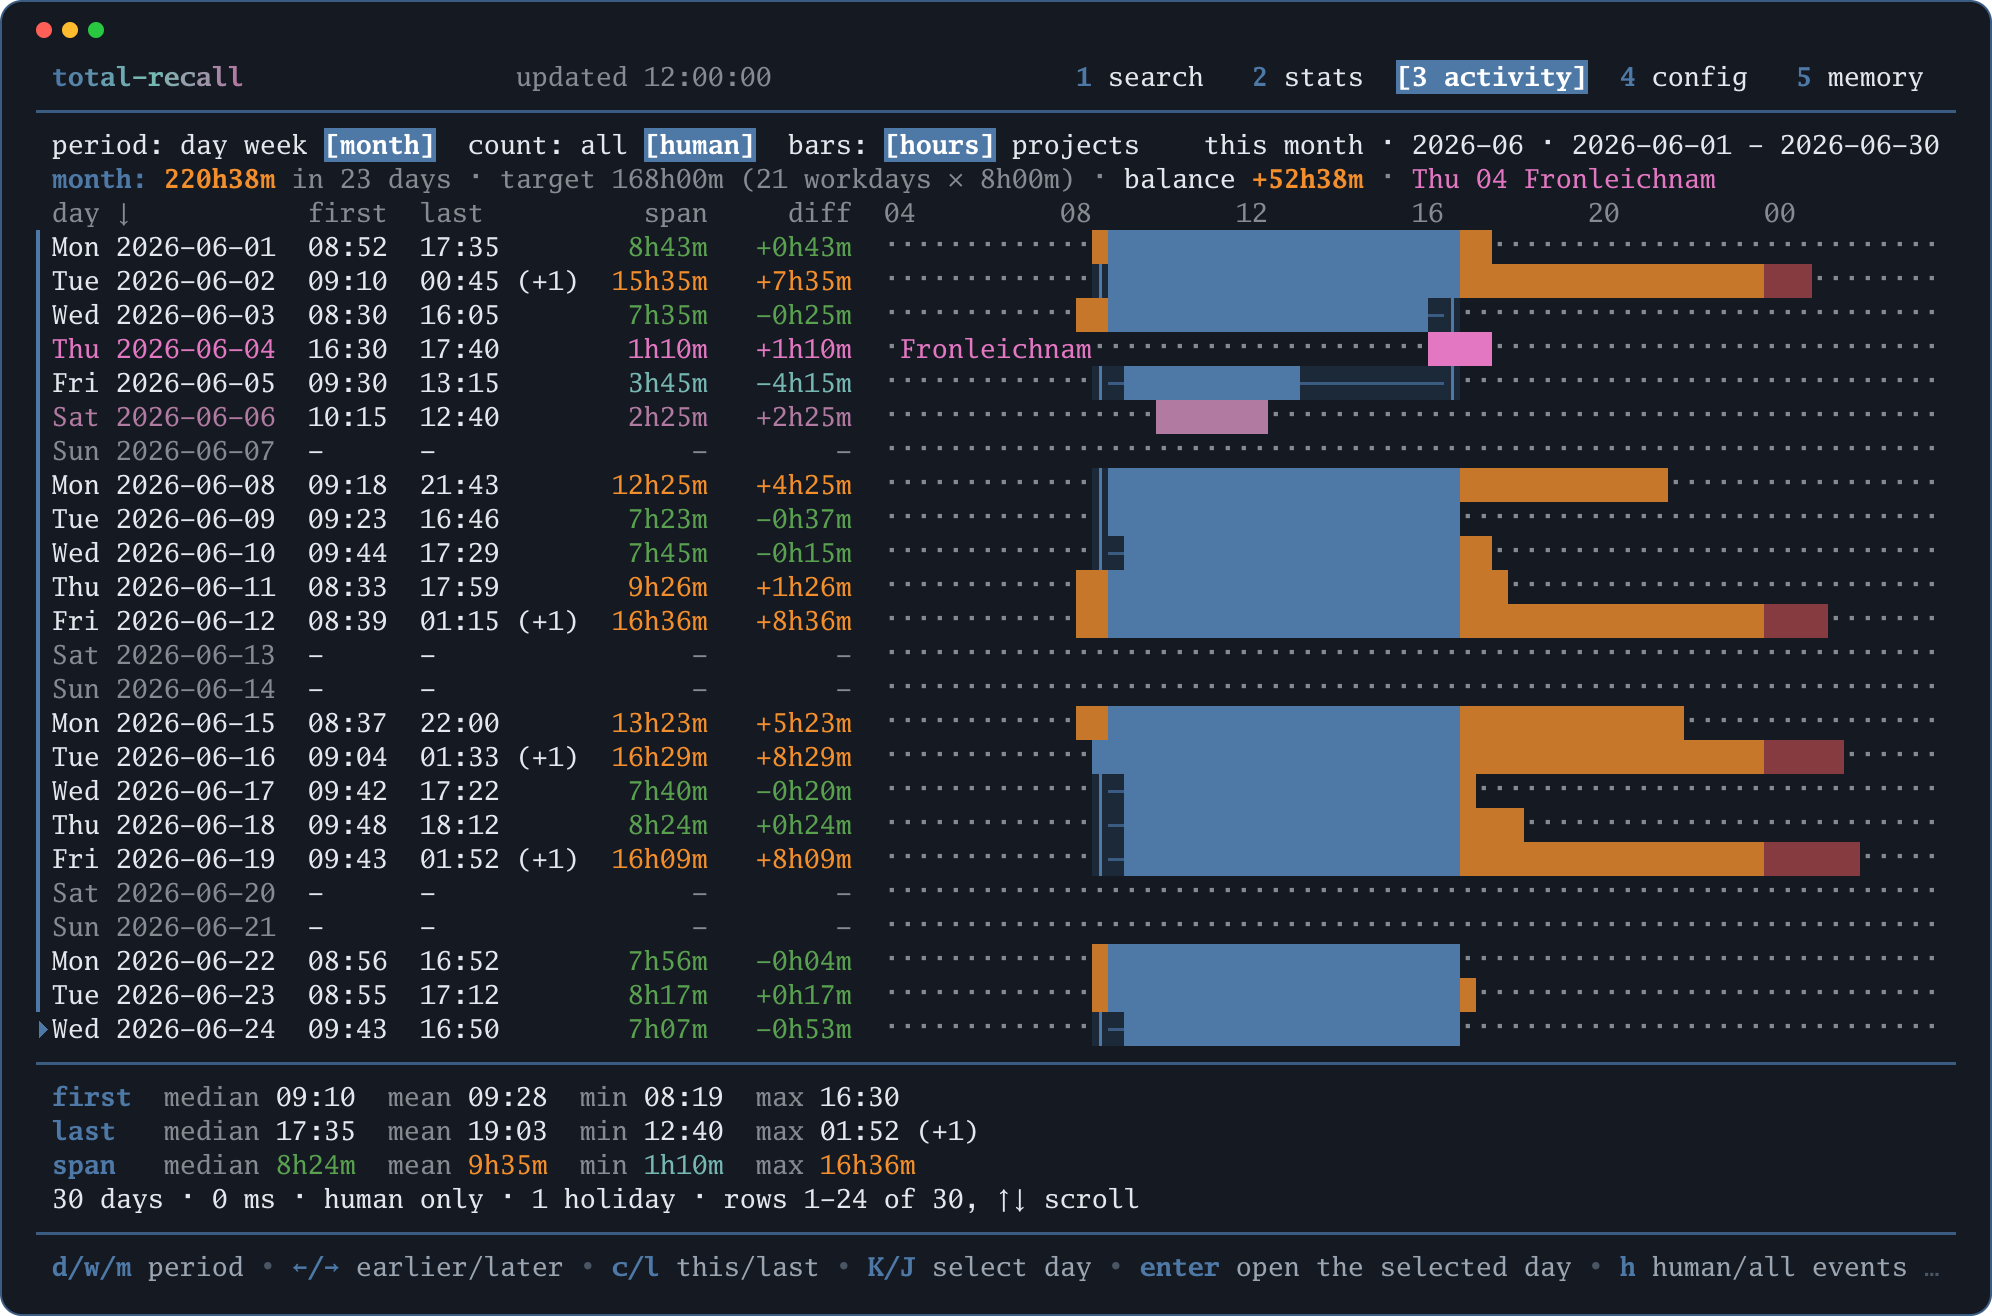 total-recall updated 12:00:00 1 search 2 stats [3 activity] 4 config 5 memory
period: day week [month] count: all [human] bars: [hours] projects this month · 2026-06 · 2026-06-01 – 2026-06-30
month: 220h38m in 23 days · target 168h00m (21 workdays × 8h00m) · balance +52h38m · Thu 04 Fronleichnam
day ↓ first last span diff 04 08 12 16 20 00
Mon 2026-06-01 08:52 17:35 8h43m +0h43m
Tue 2026-06-02 09:10 00:45 (+1) 15h35m +7h35m
Wed 2026-06-03 08:30 16:05 7h35m −0h25m
Thu 2026-06-04 16:30 17:40 1h10m +1h10m Fronleichnam
Fri 2026-06-05 09:30 13:15 3h45m −4h15m
Sat 2026-06-06 10:15 12:40 2h25m +2h25m
Sun 2026-06-07 – – – –
Mon 2026-06-08 09:18 21:43 12h25m +4h25m
Tue 2026-06-09 09:23 16:46 7h23m −0h37m
Wed 2026-06-10 09:44 17:29 7h45m −0h15m
Thu 2026-06-11 08:33 17:59 9h26m +1h26m
Fri 2026-06-12 08:39 01:15 (+1) 16h36m +8h36m
Sat 2026-06-13 – – – –
Sun 2026-06-14 – – – –
Mon 2026-06-15 08:37 22:00 13h23m +5h23m
Tue 2026-06-16 09:04 01:33 (+1) 16h29m +8h29m
Wed 2026-06-17 09:42 17:22 7h40m −0h20m
Thu 2026-06-18 09:48 18:12 8h24m +0h24m
Fri 2026-06-19 09:43 01:52 (+1) 16h09m +8h09m
Sat 2026-06-20 – – – –
Sun 2026-06-21 – – – –
Mon 2026-06-22 08:56 16:52 7h56m −0h04m
Tue 2026-06-23 08:55 17:12 8h17m +0h17m
Wed 2026-06-24 09:43 16:50 7h07m −0h53m
first median 09:10 mean 09:28 min 08:19 max 16:30
last median 17:35 mean 19:03 min 12:40 max 01:52 (+1)
span median 8h24m mean 9h35m min 1h10m max 16h36m
30 days · 0 ms · human only · 1 holiday · rows 1–24 of 30, ↑↓ scroll
d/w/m period • ←/→ earlier/later • c/l this/last • K/J select day • enter open the selected day • h human/all events …